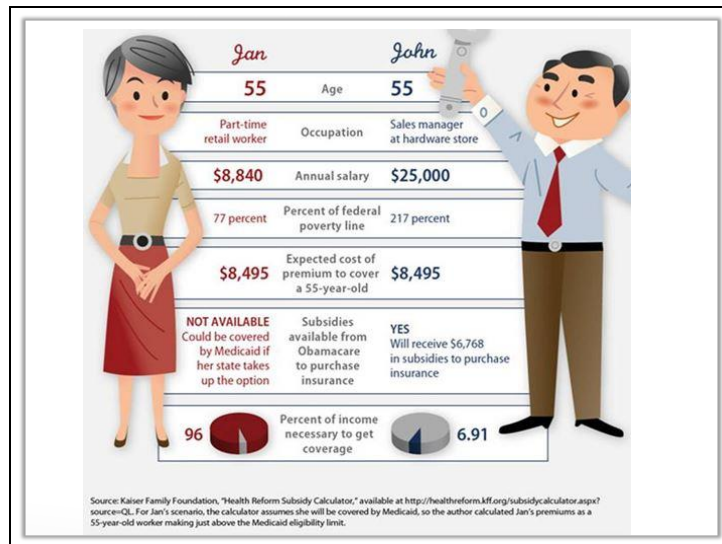 Jan
John
55
Age
55
Part-time
retail worker
Occupation
Sales manager
at hardware store
$8,840
Annual salary
$25,000
77 percent
Percent of federal
poverty line
217 percent
$8,495
Expected cost of
premium to cover
a 55-year-old
$8,495
NOT AVAILABLE
Could be covered
by Medicaid if
her state takes
up the option
Subsidies
available from
Obamacare
to purchase
insurance
YES
Will receive $6,768
in subsidies to purchase
insurance
96
Percent of income
necessary to get
coverage
6.91
Source: Kaiser Family Foundation, "Health Reform Subsidy Calculator," available at http://healthreform.kff.org/subsidycalculator.aspx?
source=QL. For Jan's scenario, the calculator assumes she will be covered by Medicaid, so the author calculated Jan's premiums as a
55-year-old worker making just above the Medicaid eligibility limit.